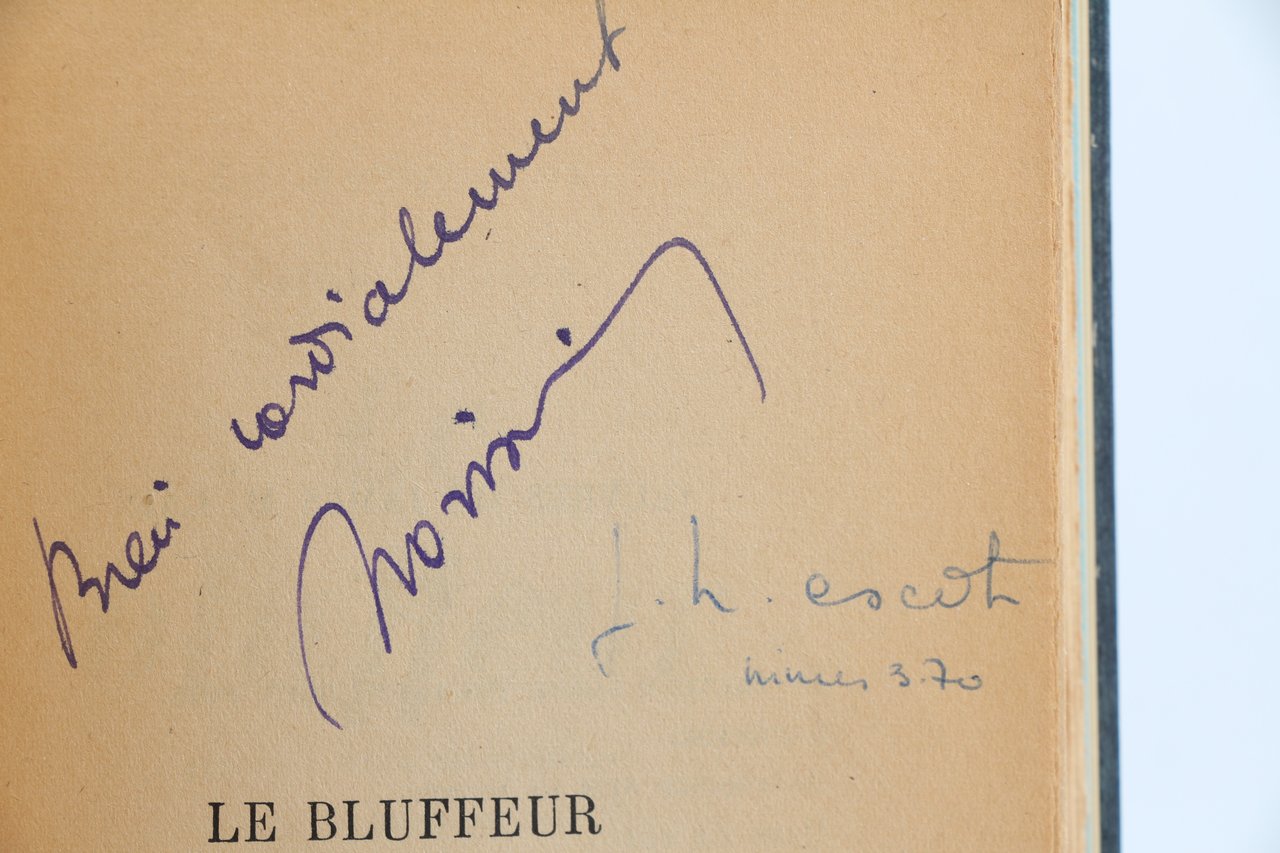 Bien cordialement
J. h. escot
nimes 3.70
LE BLUFFEUR